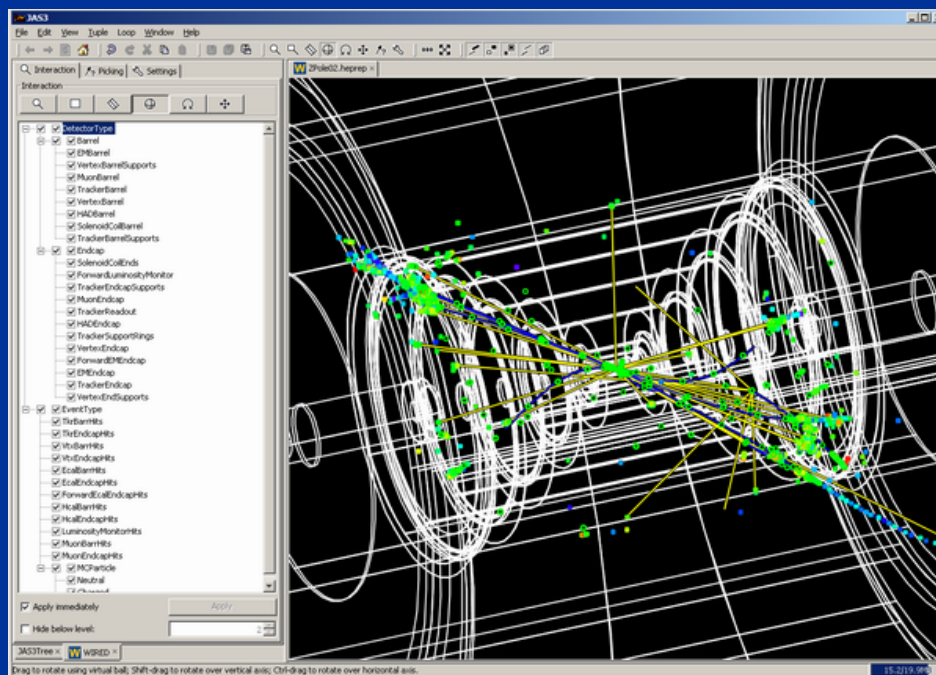 JAS3
File Edit View Tuple Loop Window Help
Interaction Picking Settings
W ZPole02.heprep ×
Interaction
DetectorType
Barrel
EMBarrel
VertexBarrelSupports
MuonBarrel
TrackerBarrel
VertexBarrel
HADBarrel
SolenoidCoilBarrel
TrackerBarrelSupports
Endcap
SolenoidCoilEnds
ForwardLuminosityMonitor
TrackerEndcapSupports
MuonEndcap
TrackerReadout
HADEndcap
TrackerSupportRings
VertexEndcap
ForwardEMEndcap
EMEndcap
TrackerEndcap
VertexEndSupports
EventType
TkrBarrHits
TkrEndcapHits
VtxBarrHits
VtxEndcapHits
EcalBarrHits
EcalEndcapHits
ForwardEcalEndcapHits
HcalBarrHits
HcalEndcapHits
LuminosityMonitorHits
MuonBarrHits
MuonEndcapHits
MCParticle
Neutral
Apply immediately Apply
Hide below level: 2
JAS3Tree × W WIRED ×
Drag to rotate using virtual ball; Shift-drag to rotate over vertical axis; Ctrl-drag to rotate over horizontal axis. 15.2/19.9M